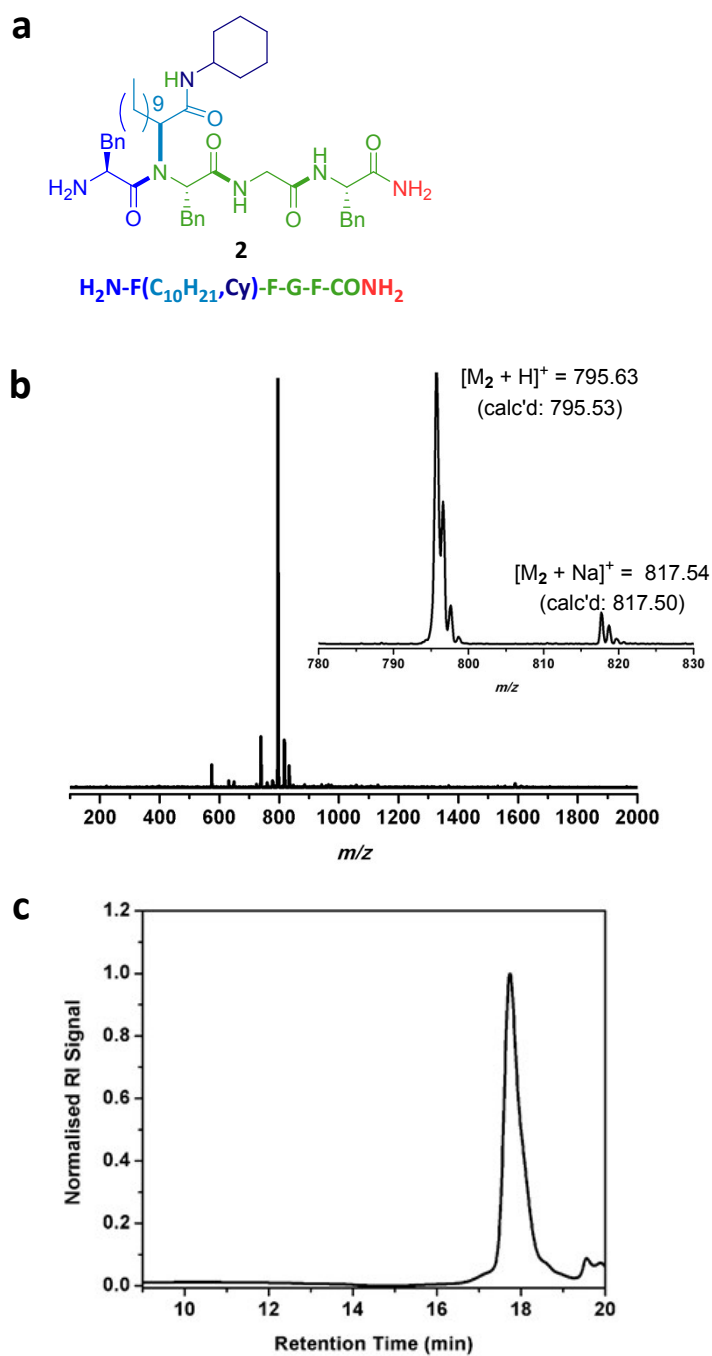 a
HN
9
O
Bn
O
H
N
O
H₂N
N
NH₂
O
Bn
N
H
O
Bn
2
H₂N-F(C₁₀H₂₁,Cy)-F-G-F-CONH₂
b
[M₂ + H]⁺ = 795.63
(calc'd: 795.53)
[M₂ + Na]⁺ = 817.54
(calc'd: 817.50)
780 790 800 810 820 830
m/z
200 400 600 800 1000 1200 1400 1600 1800 2000
m/z
c
1.2
1.0
0.8
0.6
0.4
0.2
0.0
Normalised RI Signal
10 12 14 16 18 20
Retention Time (min)